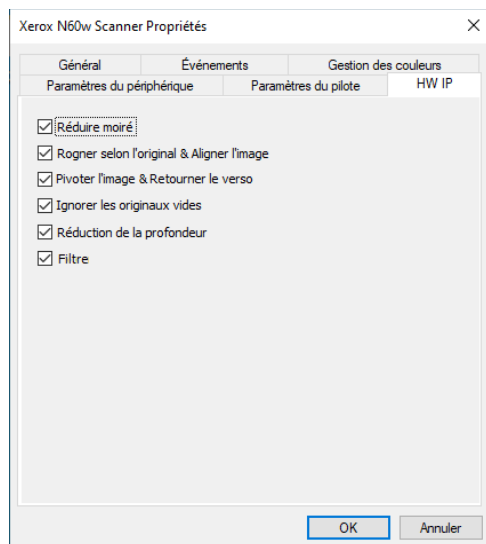 Xerox N60w Scanner Propriétés
Général Événements Gestion des couleurs
Paramètres du périphérique Paramètres du pilote HW IP
Réduire moiré
Rogner selon l'original & Aligner l'image
Pivoter l'image & Retourner le verso
Ignorer les originaux vides
Réduction de la profondeur
Filtre
OK Annuler